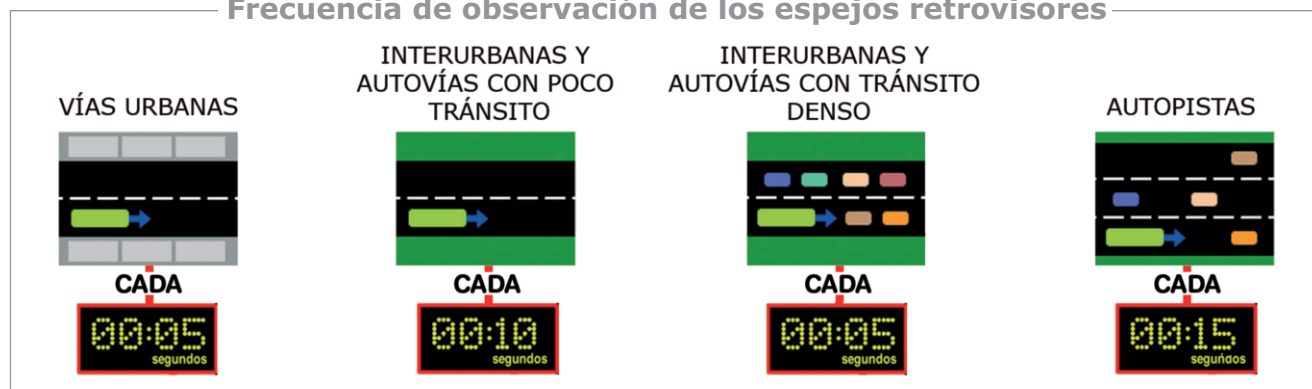 Frecuencia de observación de los espejos retrovisores
VÍAS URBANAS
CADA
00:05
segundos
INTERURBANAS Y
AUTOVÍAS CON POCO
TRÁNSITO
CADA
00:10
segundos
INTERURBANAS Y
AUTOVÍAS CON TRÁNSITO
DENSO
CADA
00:05
segundos
AUTOPISTAS
CADA
00:15
segundos